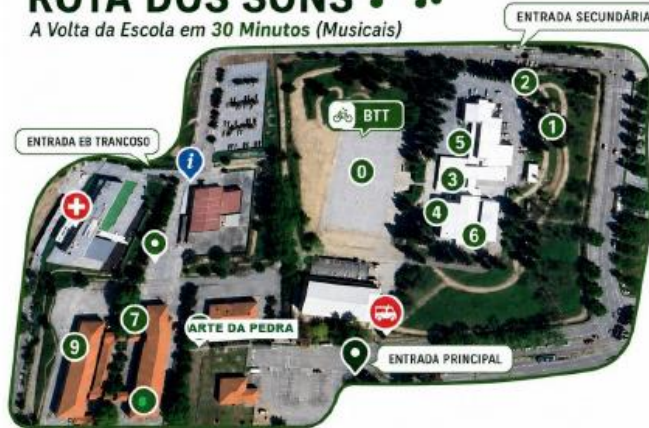 ROTA DOS SONS
A Volta da Escola em 30 Minutos (Musicais)
ENTRADA SECUNDÁRIA
2
BTT
1
ENTRADA EB TRANCOSO
5
i
0
3
4
6
7
ARTE DA PEDRA
9
ENTRADA PRINCIPAL
8